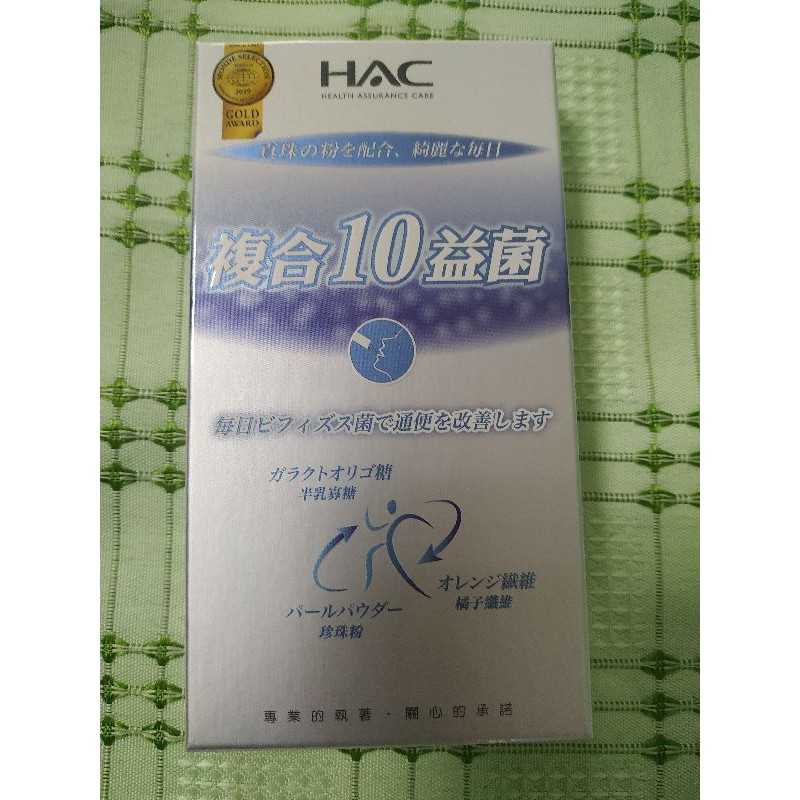 MONDE SELECTION
2019
GOLD
AWARD
HAC
HEALTH ASSURANCE CARE
真珠の粉を配合、綺麗な毎日
複合10益菌
毎日ビフィズス菌で通便を改善します
ガラクトオリゴ糖
半乳寡糖
オレンジ繊維
橘子纖維
パールパウダー
珍珠粉
專業的執著・關心的承諾